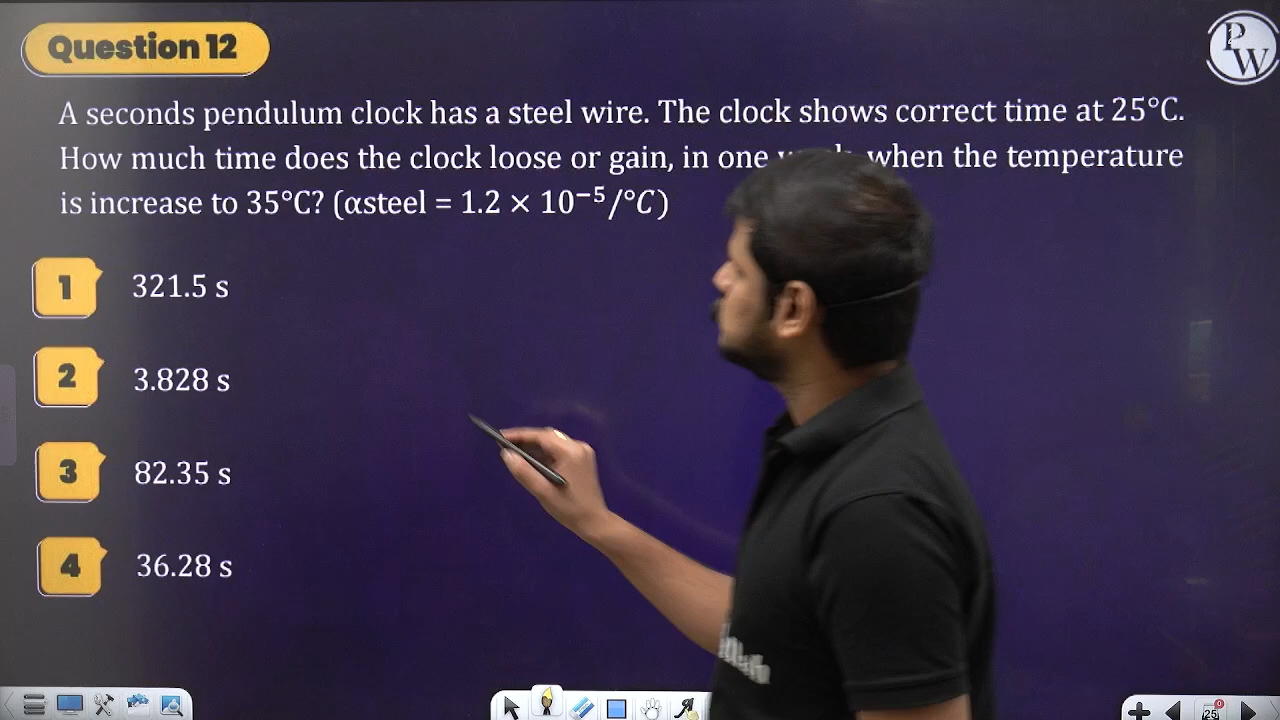 Question 12
PW
A seconds pendulum clock has a steel wire. The clock shows correct time at 25°C.
How much time does the clock loose or gain, in one when the temperature
is increase to 35°C? (αsteel = 1.2 × 10⁻⁵/°C)
1 321.5 s
2 3.828 s
3 82.35 s
4 36.28 s
25